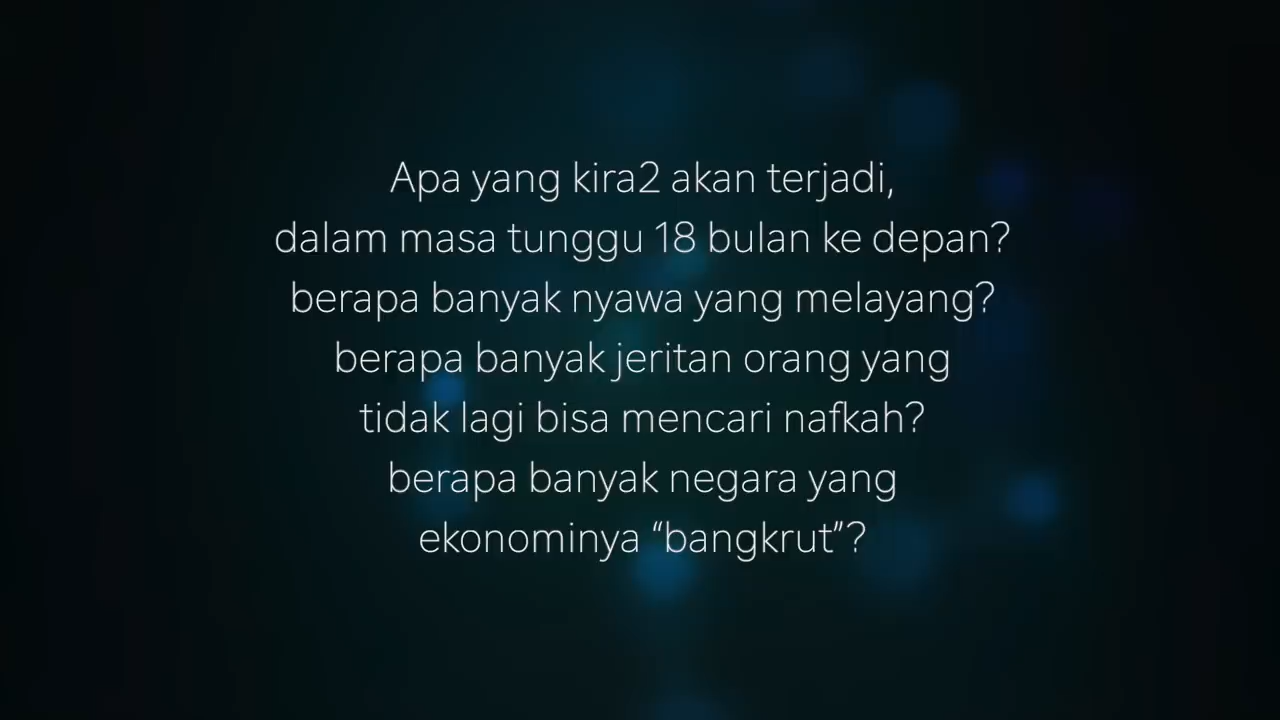 Apa yang kira2 akan terjadi,
dalam masa tunggu 18 bulan ke depan?
berapa banyak nyawa yang melayang?
berapa banyak jeritan orang yang
tidak lagi bisa mencari nafkah?
berapa banyak negara yang
ekonominya “bangkrut”?